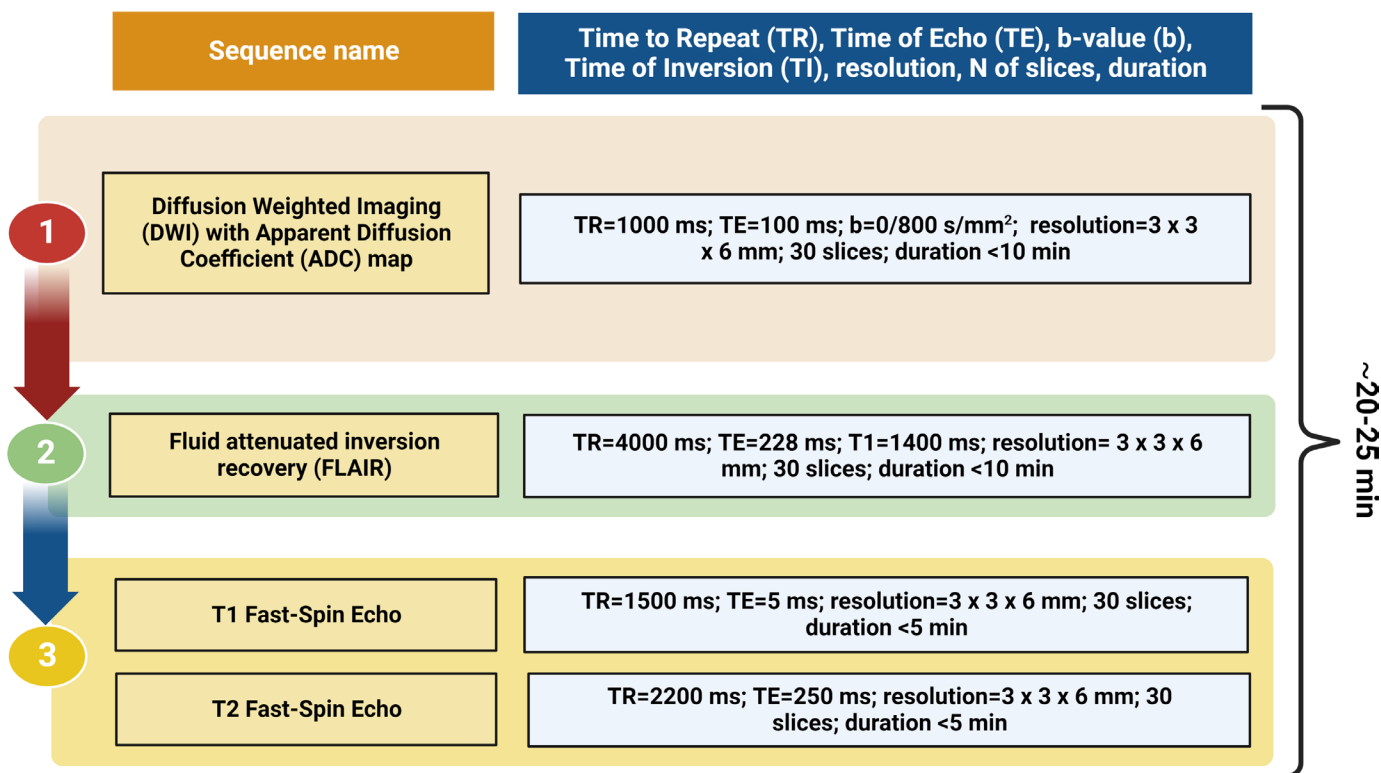 Sequence name
Time to Repeat (TR), Time of Echo (TE), b-value (b),
Time of Inversion (TI), resolution, N of slices, duration
1
Diffusion Weighted Imaging
(DWI) with Apparent Diffusion
Coefficient (ADC) map
TR=1000 ms; TE=100 ms; b=0/800 s/mm²; resolution=3 x 3
x 6 mm; 30 slices; duration <10 min
2
Fluid attenuated inversion
recovery (FLAIR)
TR=4000 ms; TE=228 ms; T1=1400 ms; resolution= 3 x 3 x 6
mm; 30 slices; duration <10 min
3
T1 Fast-Spin Echo
TR=1500 ms; TE=5 ms; resolution=3 x 3 x 6 mm; 30 slices;
duration <5 min
T2 Fast-Spin Echo
TR=2200 ms; TE=250 ms; resolution=3 x 3 x 6 mm; 30
slices; duration <5 min
~20-25 min